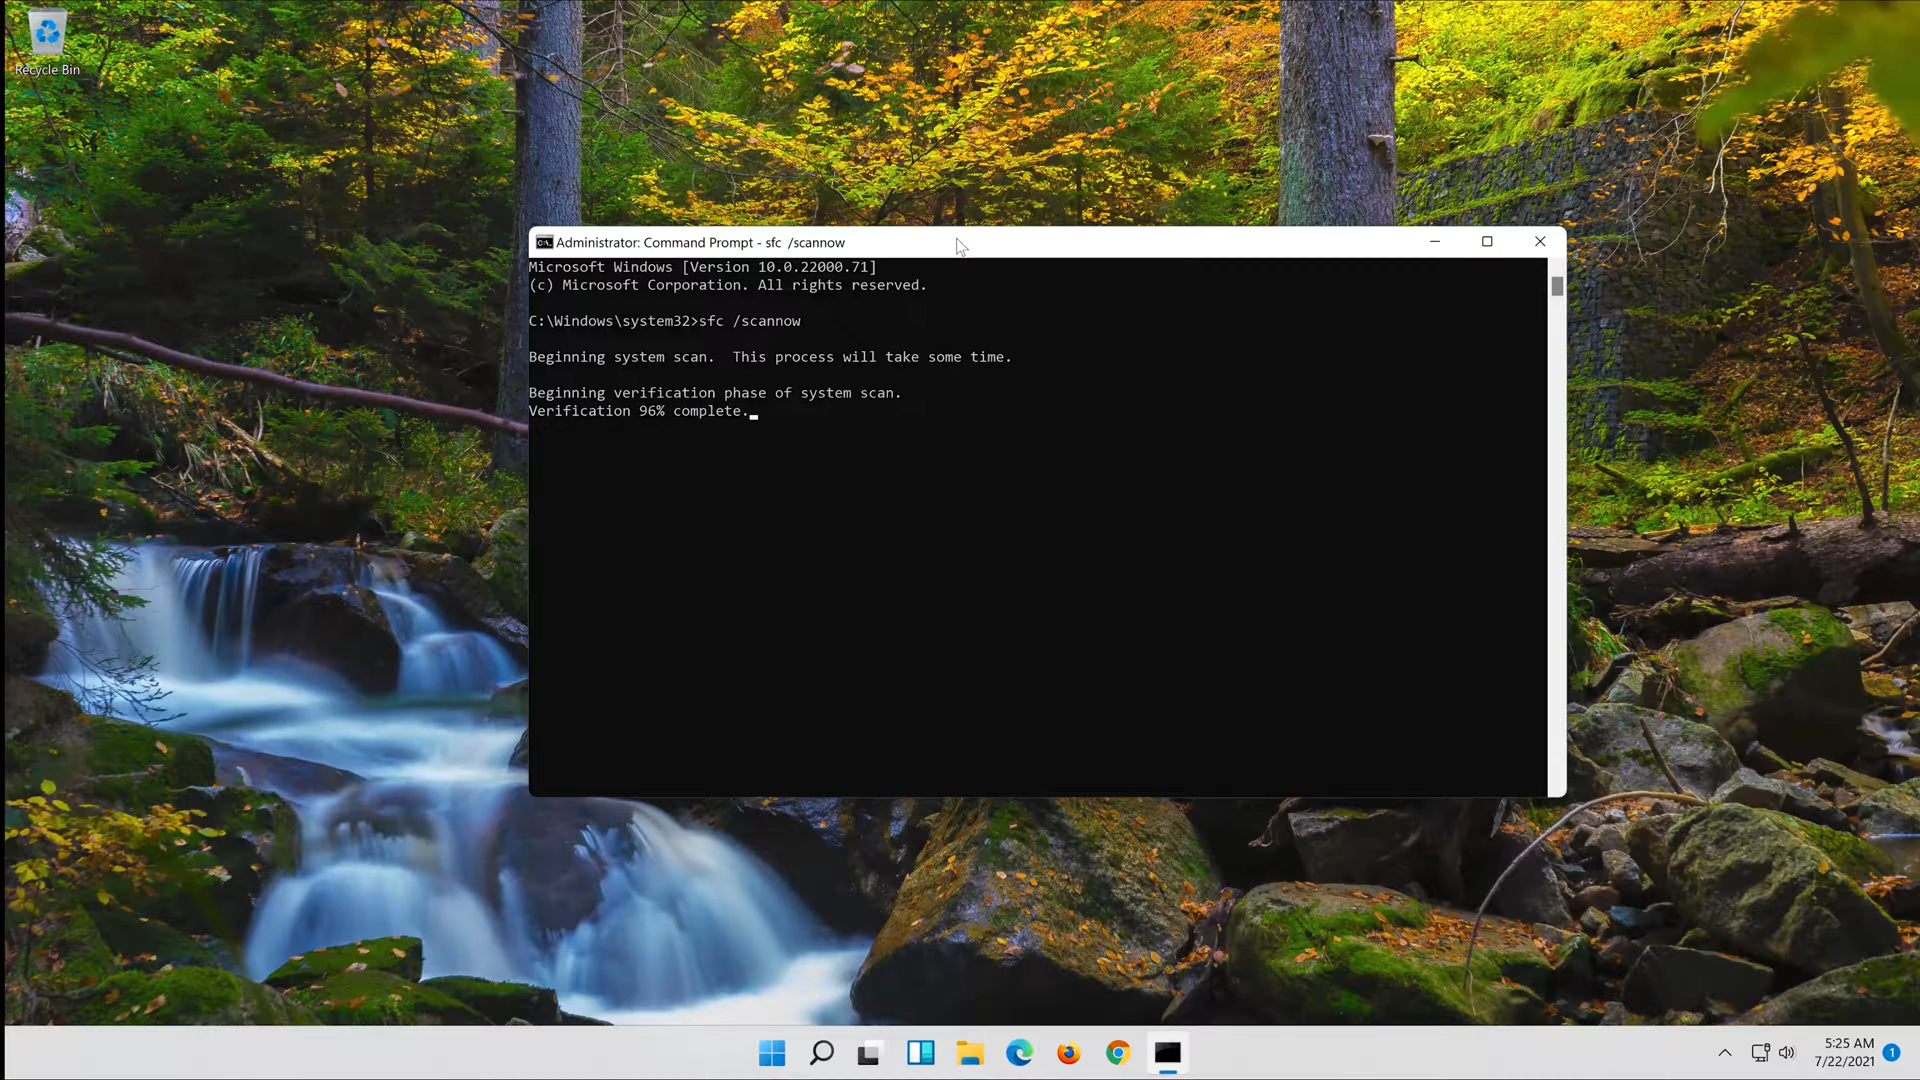 Recycle Bin
Administrator: Command Prompt - sfc  /scannow
Microsoft Windows [Version 10.0.22000.71]
(c) Microsoft Corporation. All rights reserved.
C:\Windows\system32>sfc /scannow
Beginning system scan.  This process will take some time.
Beginning verification phase of system scan.
Verification 96% complete.
5:25 AM
7/22/2021
1